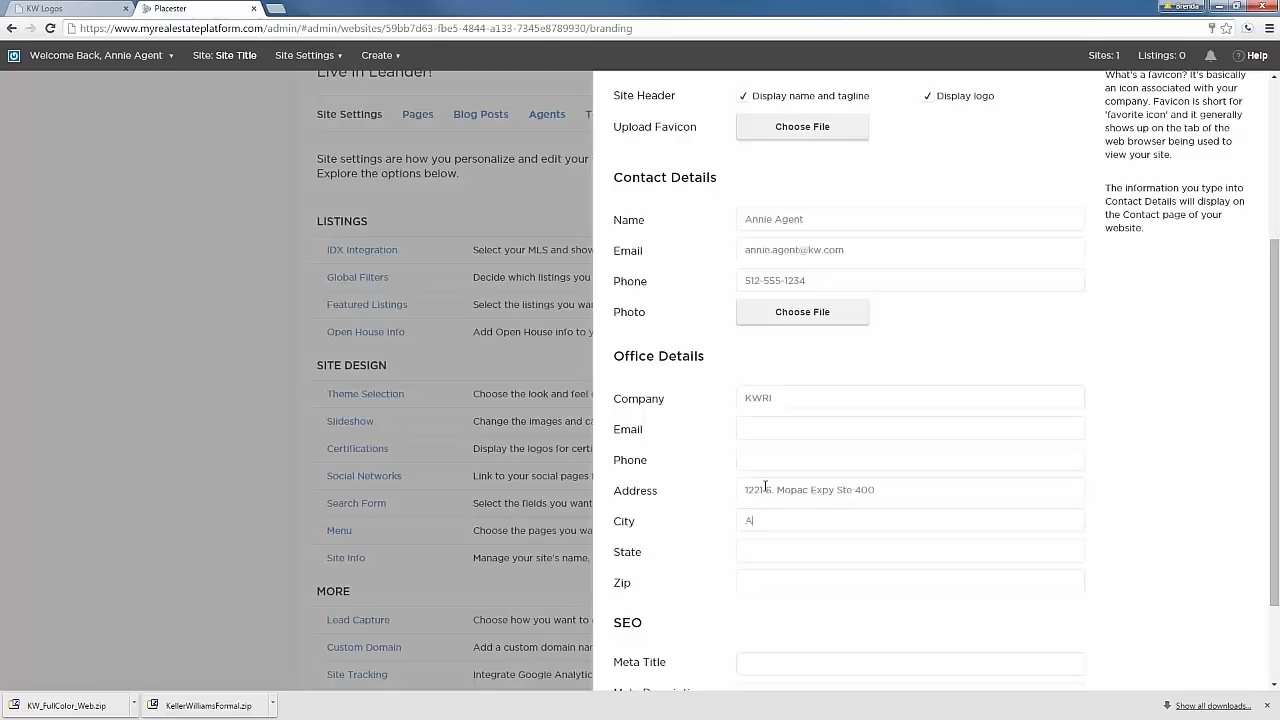 KW Logos
Placester
Brenda
https://www.myrealestateplatform.com/admin/#admin/websites/59bb7d63-fbe5-4844-a133-7345e8789930/branding
Welcome Back, Annie Agent
Site: Site Title
Site Settings
Create
Sites: 1
Listings: 0
Help
Live in Leander!
Site Settings
Pages
Blog Posts
Agents
T
Site settings are how you personalize and edit your
Explore the options below.
LISTINGS
IDX Integration
Select your MLS and show
Global Filters
Decide which listings you
Featured Listings
Select the listings you wa
Open House Info
Add Open House info to y
SITE DESIGN
Theme Selection
Choose the look and feel
Slideshow
Change the images and ca
Certifications
Display the logos for certi
Social Networks
Link to your social pages
Search Form
Select the fields you want
Menu
Choose the pages you wa
Site Info
Manage your site's name,
MORE
Lead Capture
Choose how you want to
Custom Domain
Add a custom domain nar
Site Tracking
Integrate Google Analytic
Site Header
✓ Display name and tagline
✓ Display logo
Upload Favicon
Choose File
Contact Details
Name
Annie Agent
Email
annie.agent@kw.com
Phone
512-555-1234
Photo
Choose File
Office Details
Company
KWRI
Email
Phone
Address
1221 S. Mopac Expy Ste 400
City
A
State
Zip
SEO
Meta Title
What's a favicon? It's basically
an icon associated with your
company. Favicon is short for
'favorite icon' and it generally
shows up on the tab of the
web browser being used to
view your site.
The information you type into
Contact Details will display on
the Contact page of your
website.
KW_FullColor_Web.zip
KellerWilliamsFormal.zip
Show all downloads...